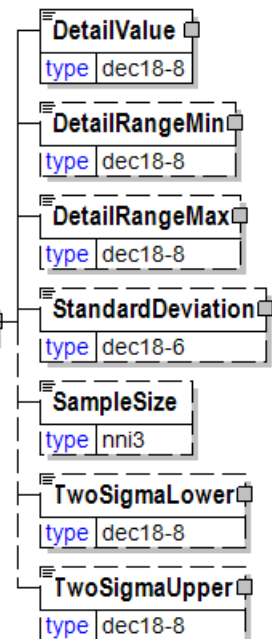 DetailValue
type dec18-8
DetailRangeMin
type dec18-8
DetailRangeMax
type dec18-8
StandardDeviation
type dec18-6
SampleSize
type nni3
TwoSigmaLower
type dec18-8
TwoSigmaUpper
type dec18-8